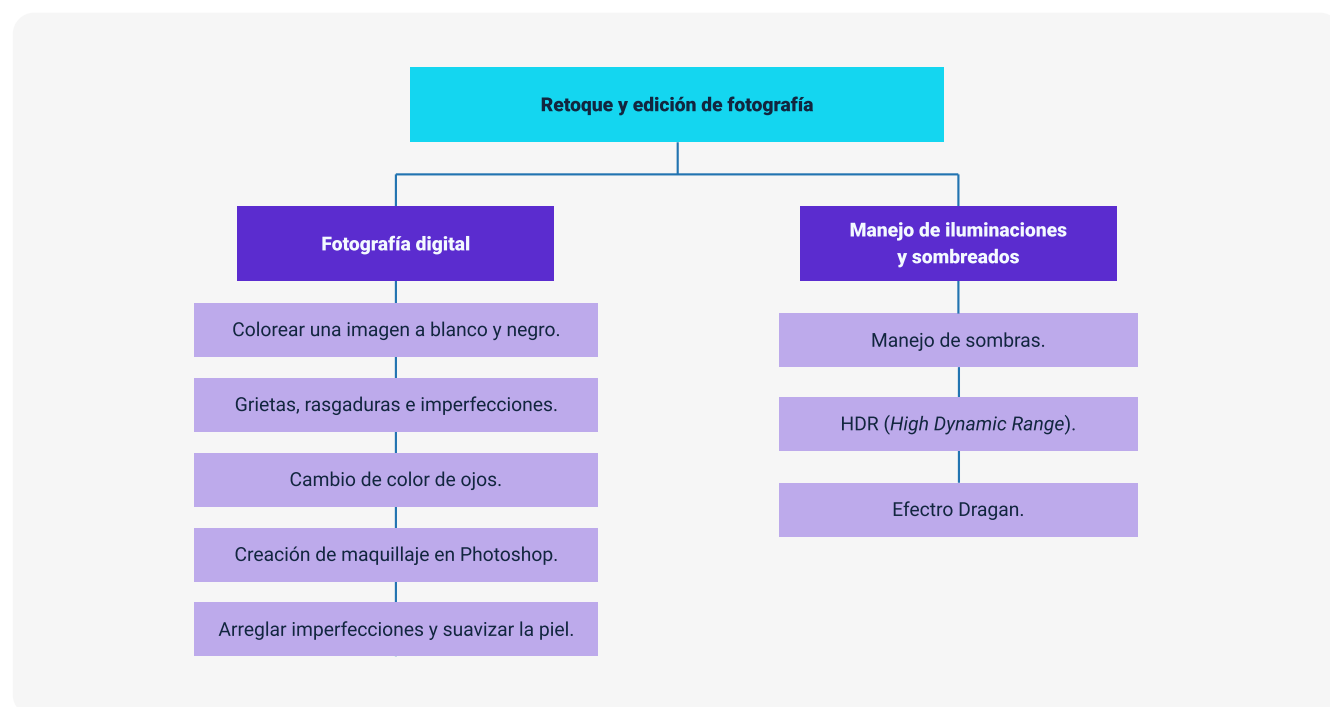 Retoque y edición de fotografía
Fotografía digital
Colorear una imagen a blanco y negro.
Grietas, rasgaduras e imperfecciones.
Cambio de color de ojos.
Creación de maquillaje en Photoshop.
Arreglar imperfecciones y suavizar la piel.
Manejo de iluminaciones
y sombreados
Manejo de sombras.
HDR (High Dynamic Range).
Efectro Dragan.